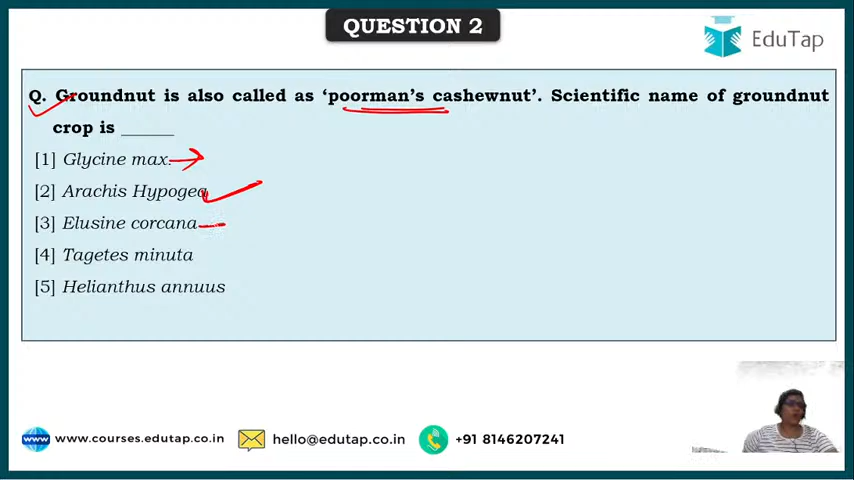 QUESTION 2
EduTap
Q. Groundnut is also called as ‘poorman’s cashewnut’. Scientific name of groundnut
crop is ______
[1] Glycine max.
[2] Arachis Hypogea
[3] Elusine corcana
[4] Tagetes minuta
[5] Helianthus annuus
www
www.courses.edutap.co.in
hello@edutap.co.in
+91 8146207241